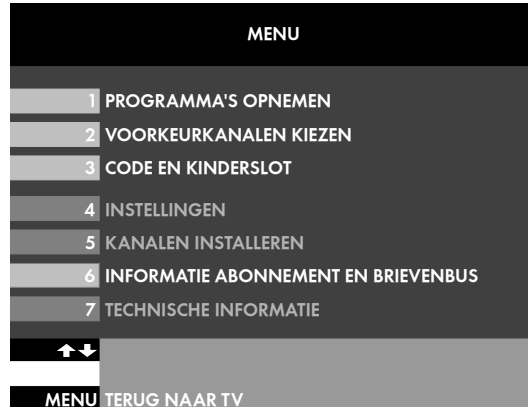 MENU
1 PROGRAMMA'S OPNEMEN
2 VOORKEURKANALEN KIEZEN
3 CODE EN KINDERSLOT
4 INSTELLINGEN
5 KANALEN INSTALLEREN
6 INFORMATIE ABONNEMENT EN BRIEVENBUS
7 TECHNISCHE INFORMATIE
MENU TERUG NAAR TV